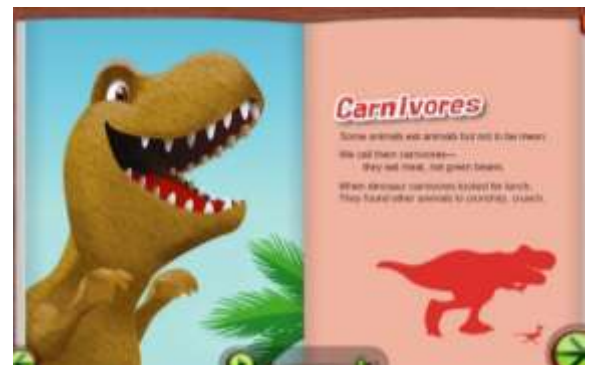 Carnivores
Some animals eat animals but not to be mean.
We call them carnivores—
they eat meat, not green beans.
When dinosaur carnivores looked for lunch,
They found other animals to crunchity, crunch.